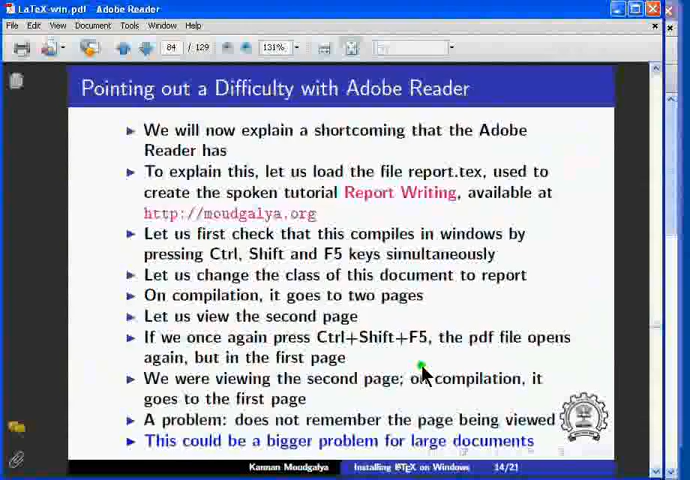 LaTeX-win.pdf - Adobe Reader
File Edit View Document Tools Window Help
84 / 129 131%
Pointing out a Difficulty with Adobe Reader
We will now explain a shortcoming that the Adobe
Reader has
To explain this, let us load the file report.tex, used to
create the spoken tutorial Report Writing, available at
http://moudgalya.org
Let us first check that this compiles in windows by
pressing Ctrl, Shift and F5 keys simultaneously
Let us change the class of this document to report
On compilation, it goes to two pages
Let us view the second page
If we once again press Ctrl+Shift+F5, the pdf file opens
again, but in the first page
We were viewing the second page; on compilation, it
goes to the first page
A problem: does not remember the page being viewed
This could be a bigger problem for large documents
Kannan Moudgalya Installing LaTeX on Windows 14/21